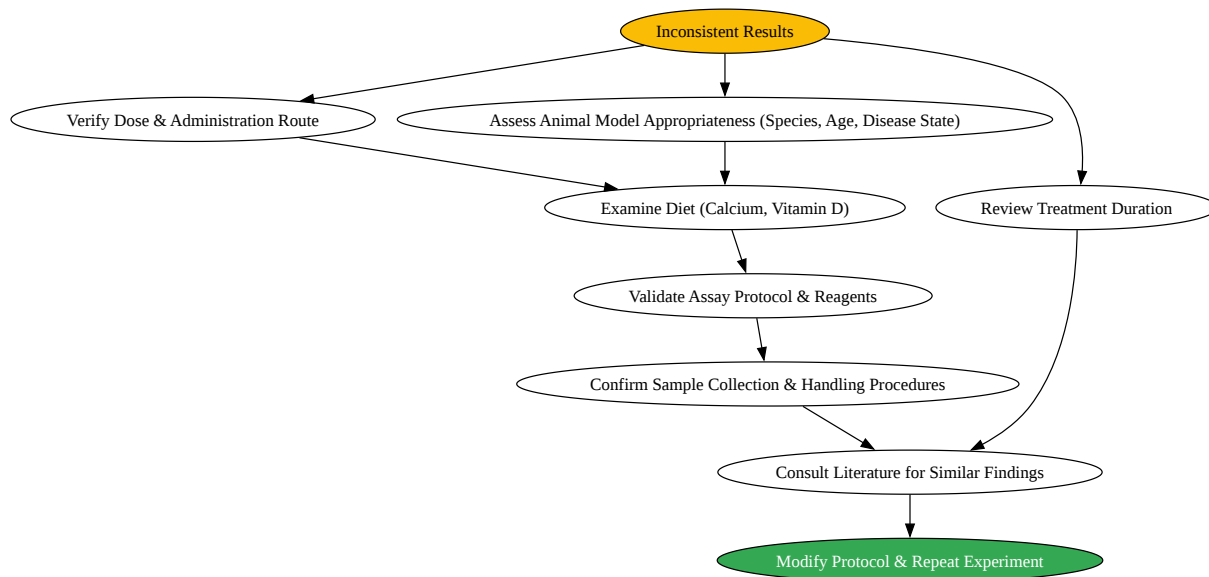 Inconsistent Results
Verify Dose & Administration Route
Assess Animal Model Appropriateness (Species, Age, Disease State)
Examine Diet (Calcium, Vitamin D)
Review Treatment Duration
Validate Assay Protocol & Reagents
Confirm Sample Collection & Handling Procedures
Consult Literature for Similar Findings
Modify Protocol & Repeat Experiment